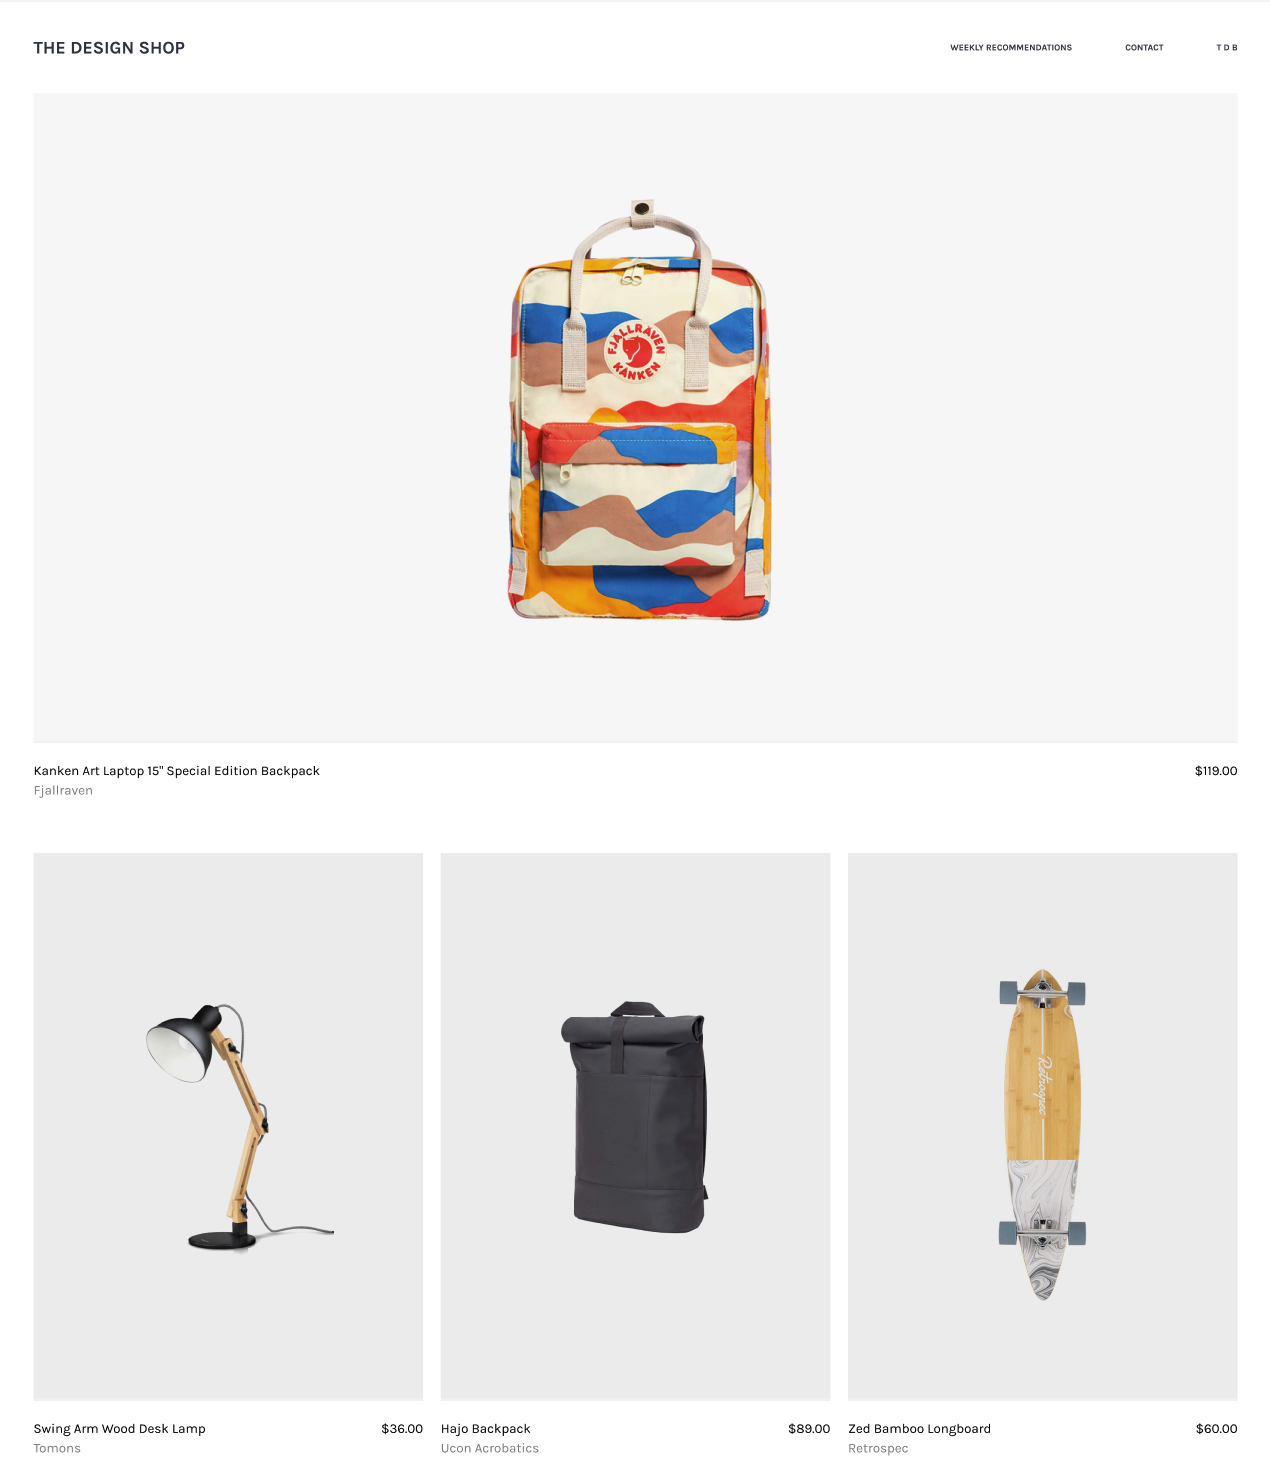 THE DESIGN SHOP
WEEKLY RECOMMENDATIONS
CONTACT
T D B
FJÄLLRÄVEN
KÅNKEN
Kanken Art Laptop 15" Special Edition Backpack
$119.00
Fjallraven
Retrospec
Swing Arm Wood Desk Lamp
$36.00
Tomons
Hajo Backpack
$89.00
Ucon Acrobatics
Zed Bamboo Longboard
$60.00
Retrospec